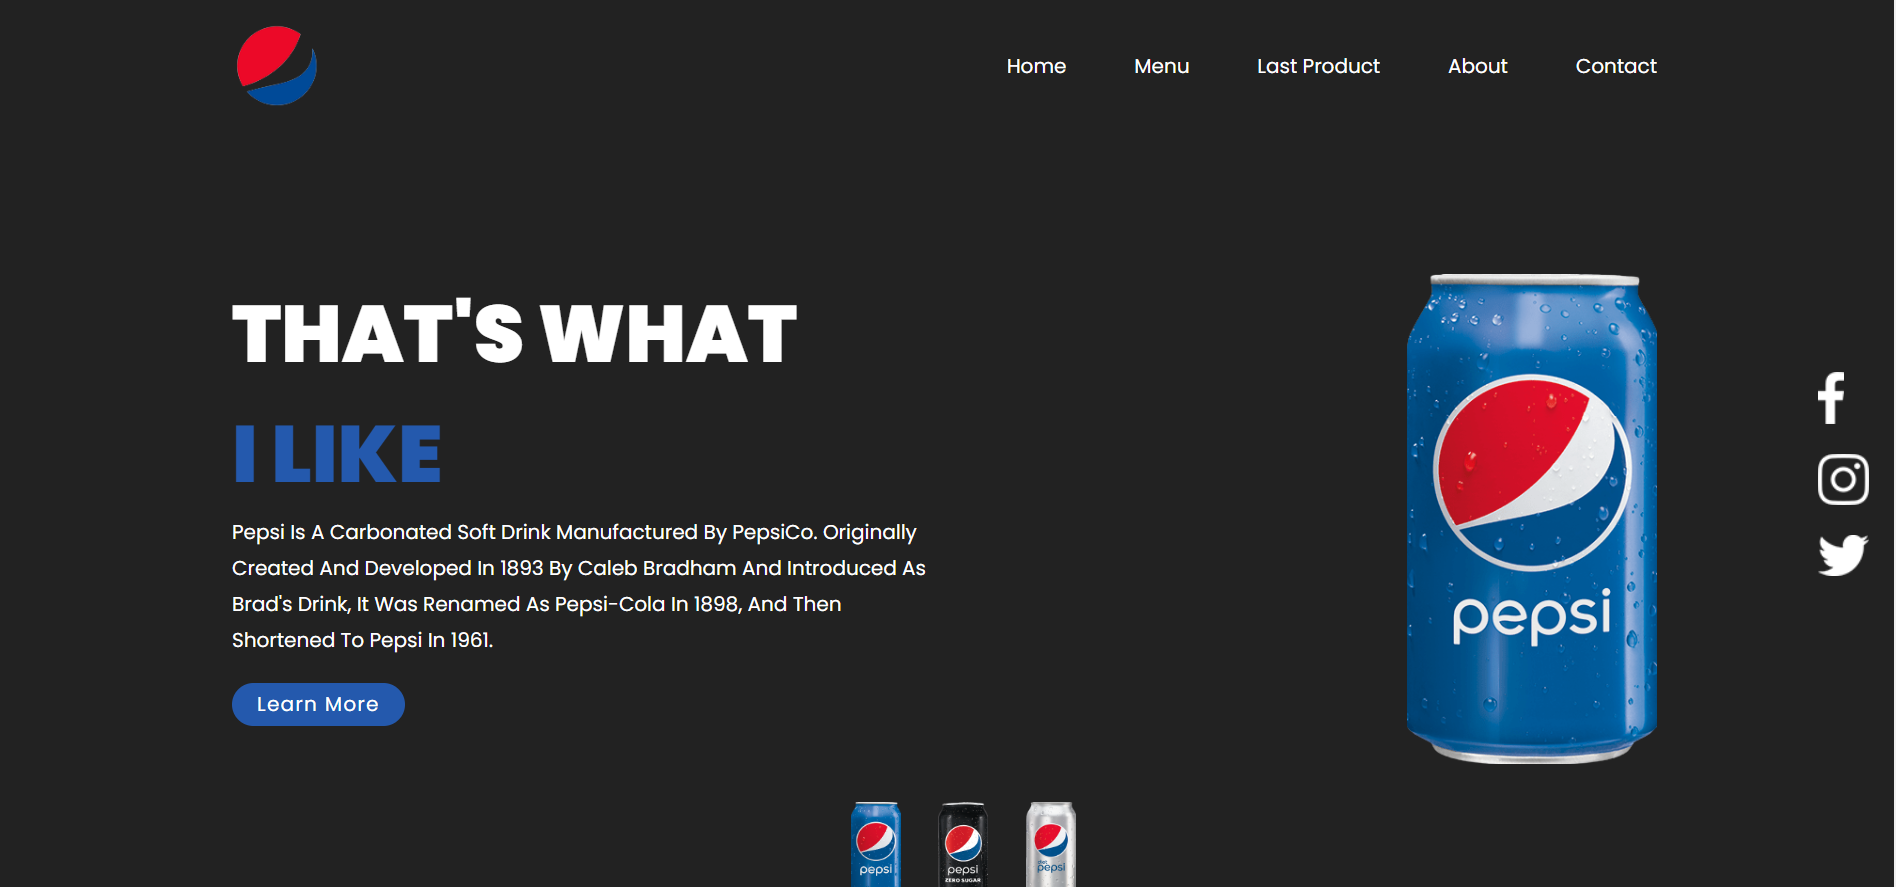 Home Menu Last Product About Contact
THAT'S WHAT
I LIKE
Pepsi Is A Carbonated Soft Drink Manufactured By PepsiCo. Originally
Created And Developed In 1893 By Caleb Bradham And Introduced As
Brad's Drink, It Was Renamed As Pepsi-Cola In 1898, And Then
Shortened To Pepsi In 1961.
Learn More
pepsi
pepsi
pepsi
ZERO SUGAR
diet
pepsi